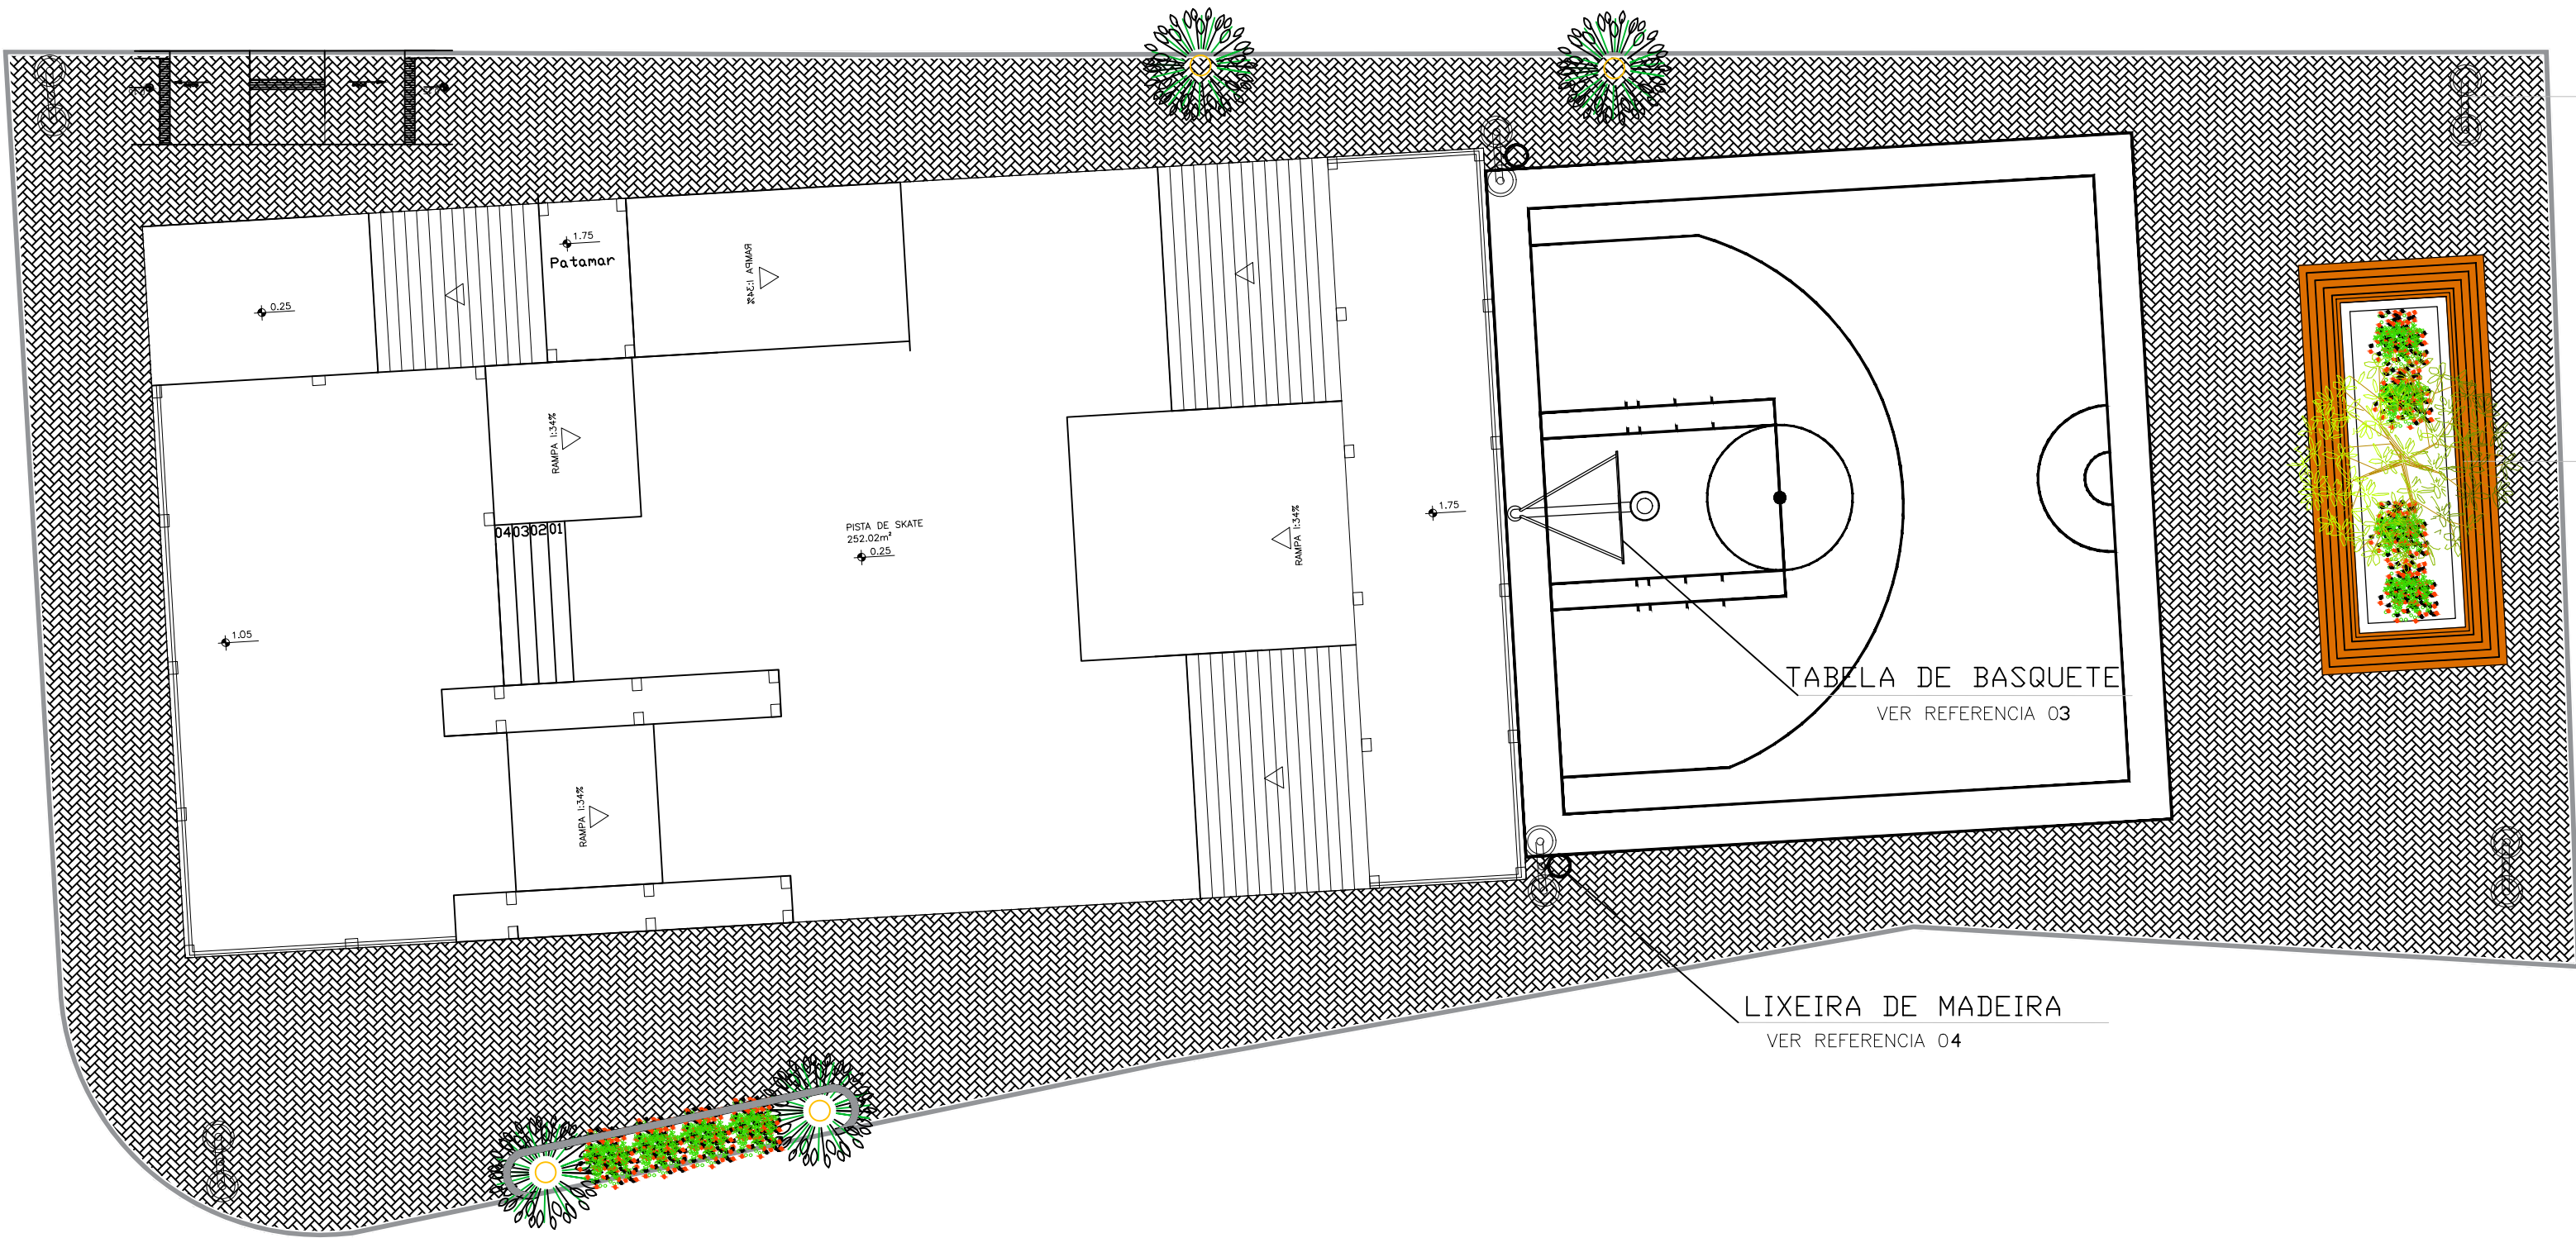 1.75
Patamar
RAMPA 1:34%
0.25
RAMPA 1:34%
04 03 02 01
PISTA DE SKATE
252.02m²
0.25
RAMPA 1:34%
1.75
1.05
RAMPA 1:34%
TABELA DE BASQUETE
VER REFERENCIA 03
LIXEIRA DE MADEIRA
VER REFERENCIA 04